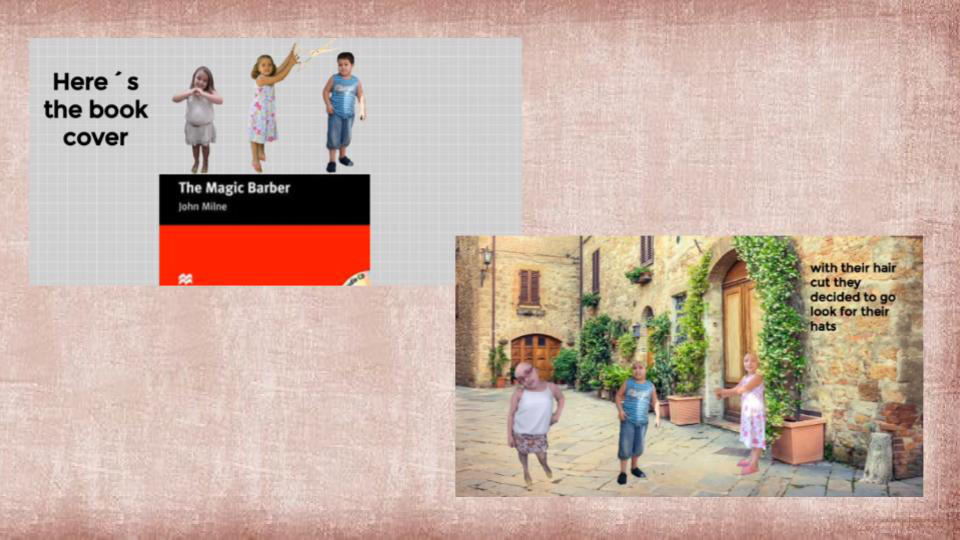 Here´s
the book
cover
The Magic Barber
John Milne
with their hair
cut they
decided to go
look for their
hats